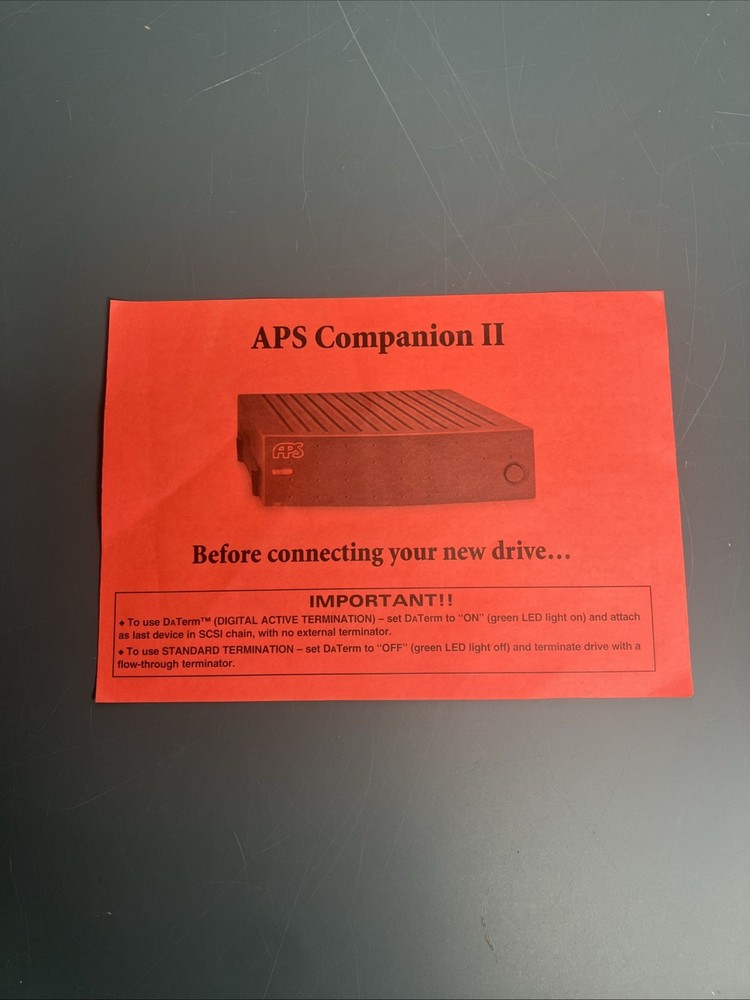 APS Companion II
APS
Before connecting your new drive…
IMPORTANT!!
♦ To use DATerm™ (DIGITAL ACTIVE TERMINATION) – set DATerm to “ON” (green LED light on) and attach
as last device in SCSI chain, with no external terminator.
♦ To use STANDARD TERMINATION – set DATerm to “OFF” (green LED light off) and terminate drive with a
flow-through terminator.